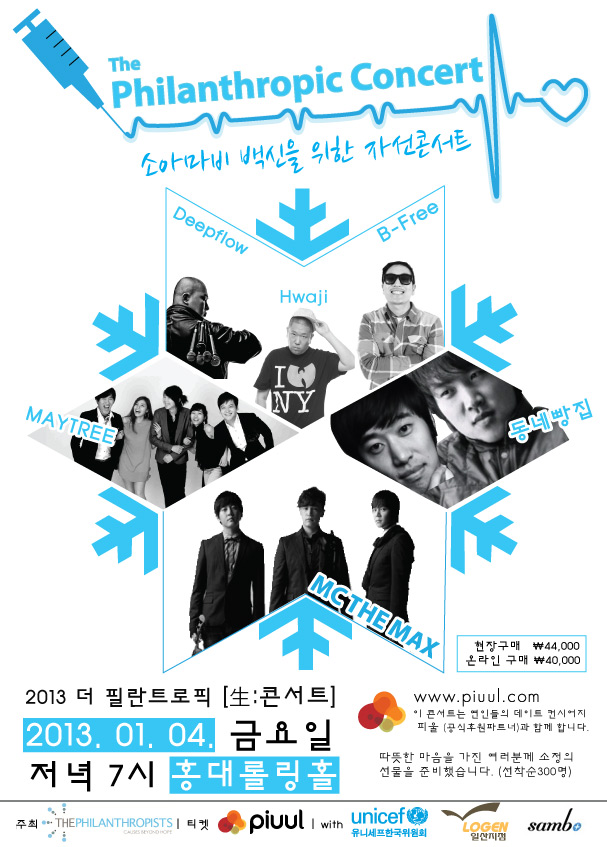 The
Philanthropic Concert
소아마비 백신을 위한 자선콘서트
Deepflow
B-Free
Hwaji
I
NY
MAYTREE
동네빵집
MC THE MAX
현장구매 ₩44,000
온라인 구매 ₩40,000
2013 더 필란트로픽 [生:콘서트]
2013. 01. 04. 금요일
저녁 7시 홍대롤링홀
www.piuul.com
이 콘서트는 연인들의 데이트 컨시어지
피울 (공식후원파트너)과 함께 합니다.
따뜻한 마음을 가진 여러분께 소정의
선물을 준비했습니다. (선착순300명)
주최 THEPHILANTHROPISTS | 티켓 piuul | with unicef LOGEN sambo
CAUSES BEYOND HOPE
유니세프한국위원회
일산지점